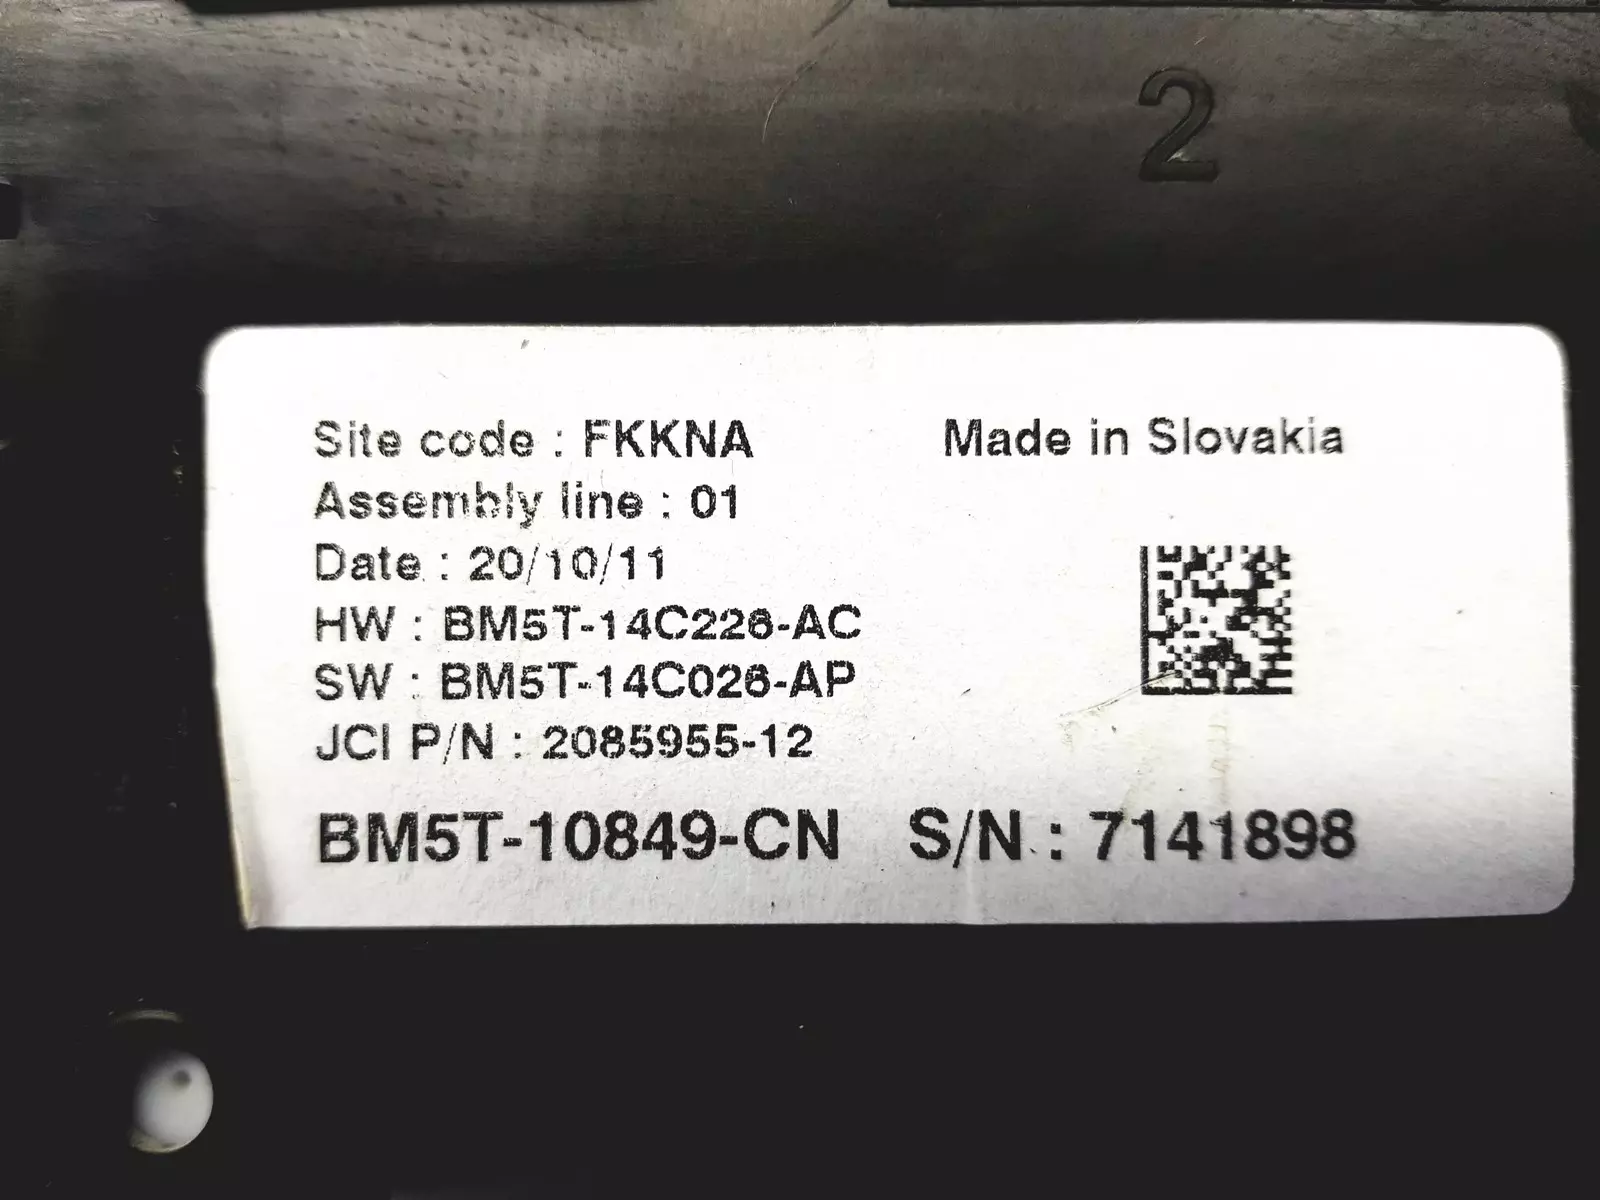 2
Site code : FKKNA
Made in Slovakia
Assembly line : 01
Date : 20/10/11
HW : BM5T-14C226-AC
SW : BM5T-14C026-AP
JCI P/N : 2085955-12
BM5T-10849-CN S/N : 7141898